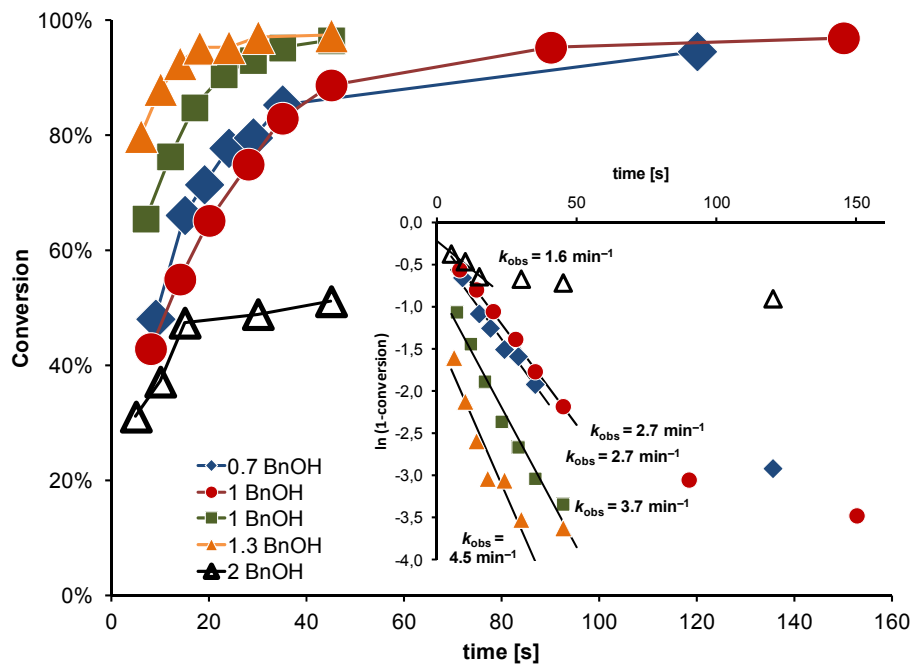 100%
80%
60%
40%
20%
0%
Conversion
0
20
40
60
80
100
120
140
160
time [s]
0.7 BnOH
1 BnOH
1 BnOH
1.3 BnOH
2 BnOH
time [s]
0
50
100
150
0,0
-0,5
-1,0
-1,5
-2,0
-2,5
-3,0
-3,5
-4,0
ln (1-conversion)
kobs = 1.6 min⁻¹
kobs = 2.7 min⁻¹
kobs = 2.7 min⁻¹
kobs = 3.7 min⁻¹
kobs =
4.5 min⁻¹